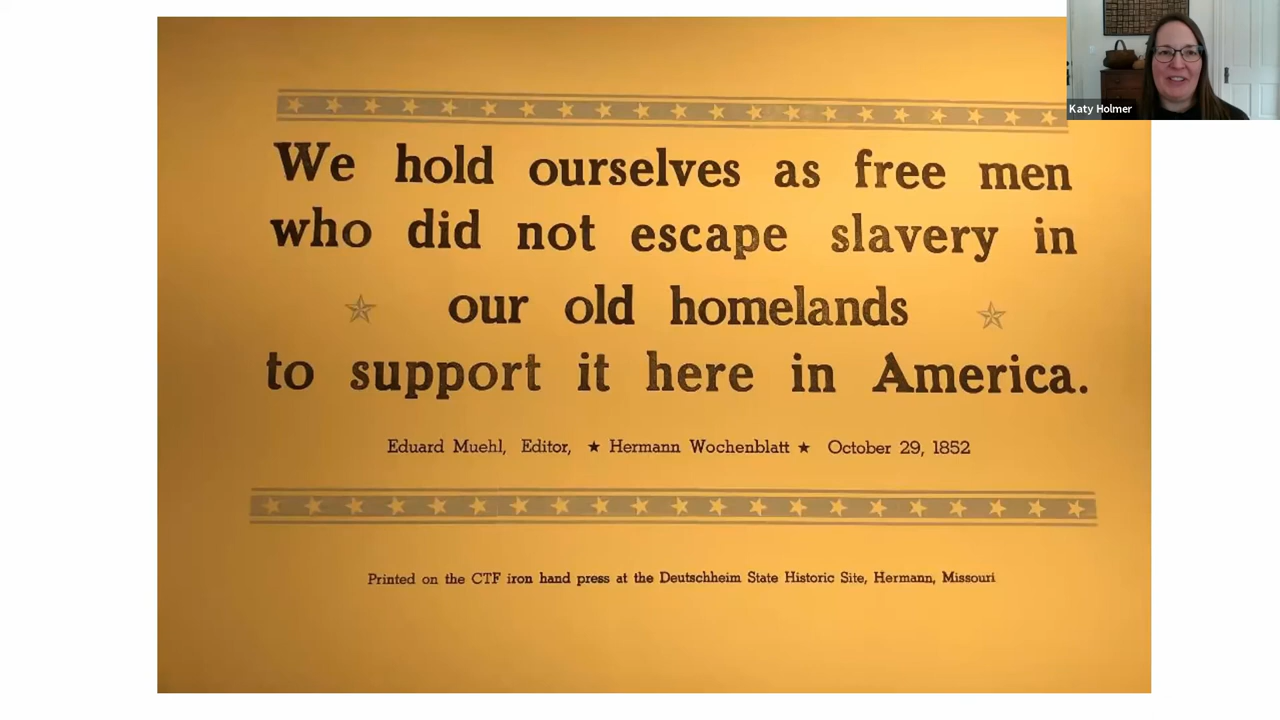 Katy Holmer
We hold ourselves as free men
who did not escape slavery in
our old homelands
to support it here in America.
Eduard Muehl, Editor, ★ Hermann Wochenblatt ★ October 29, 1852
Printed on the CTF iron hand press at the Deutschheim State Historic Site, Hermann, Missouri